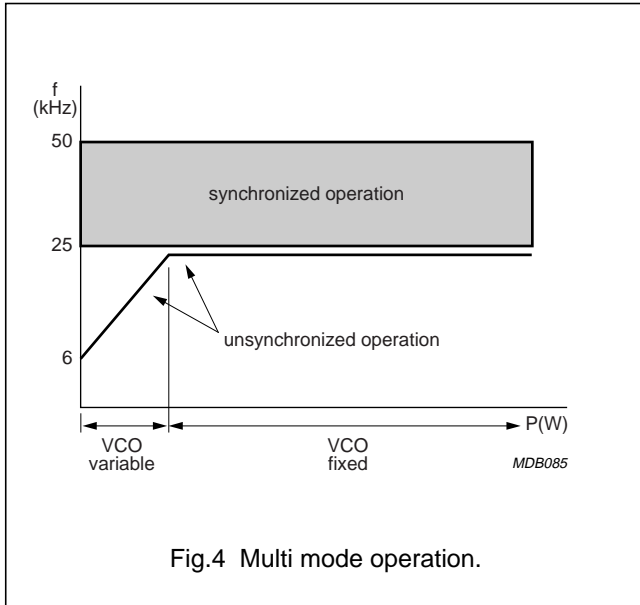 f
(kHz)
50
synchronized operation
25
unsynchronized operation
6
P(W)
VCO
variable
VCO
fixed
MDB085
Fig.4 Multi mode operation.